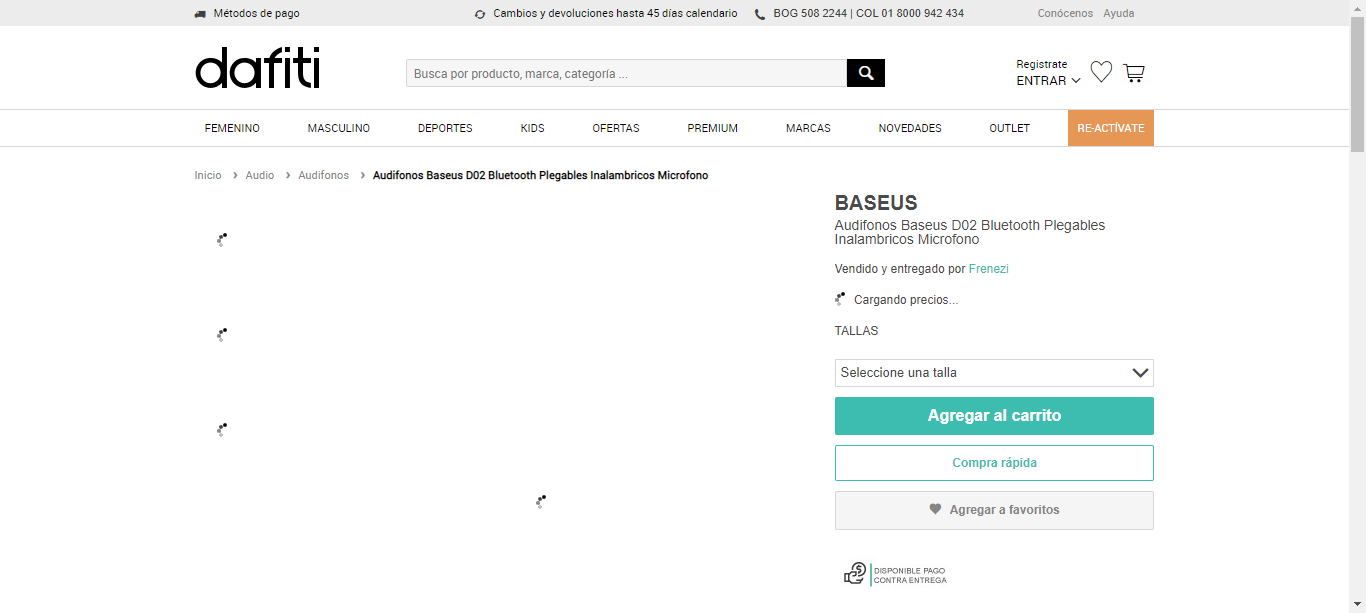 Métodos de pago
Cambios y devoluciones hasta 45 días calendario
BOG 508 2244 | COL 01 8000 942 434
Conócenos
Ayuda
dafiti
Busca por producto, marca, categoría ...
Registrate
ENTRAR
FEMENINO
MASCULINO
DEPORTES
KIDS
OFERTAS
PREMIUM
MARCAS
NOVEDADES
OUTLET
RE-ACTÍVATE
Inicio > Audio > Audifonos > Audifonos Baseus D02 Bluetooth Plegables Inalambricos Microfono
BASEUS
Audifonos Baseus D02 Bluetooth Plegables
Inalambricos Microfono
Vendido y entregado por Frenezi
Cargando precios...
TALLAS
Seleccione una talla
Agregar al carrito
Compra rápida
Agregar a favoritos
DISPONIBLE PAGO
CONTRA ENTREGA